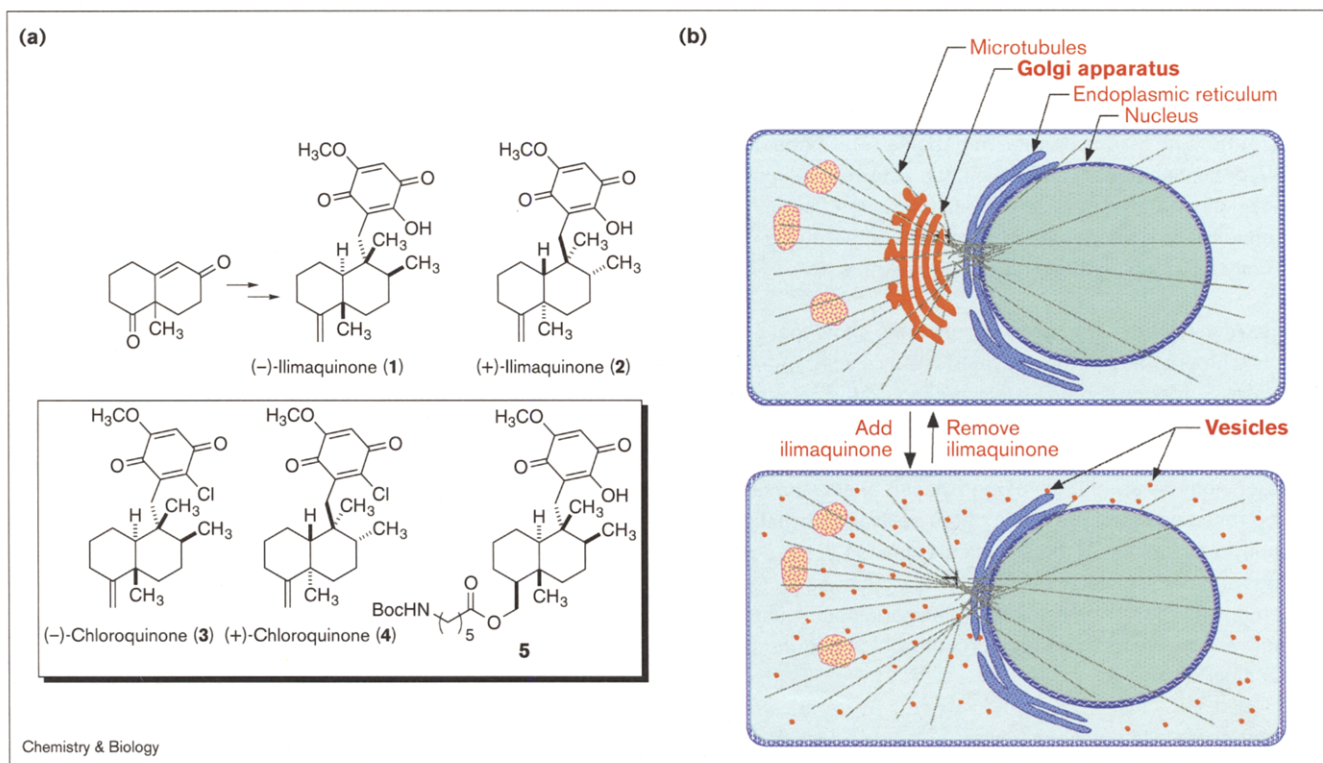 (a)
H₃CO
O
O
OH
H
CH₃
CH₃
CH₃
O
O
CH₃
(–)-Ilimaquinone (1)
H₃CO
O
O
OH
H
CH₃
CH₃
CH₃
(+)-Ilimaquinone (2)
H₃CO
O
O
Cl
H
CH₃
CH₃
CH₃
(–)-Chloroquinone (3)
H₃CO
O
O
Cl
H
CH₃
CH₃
CH₃
(+)-Chloroquinone (4)
H₃CO
O
O
OH
H
CH₃
CH₃
CH₃
BocHN
5
O
O
5
Chemistry & Biology
(b)
Microtubules
Golgi apparatus
Endoplasmic reticulum
Nucleus
Add
ilimaquinone
Remove
ilimaquinone
Vesicles